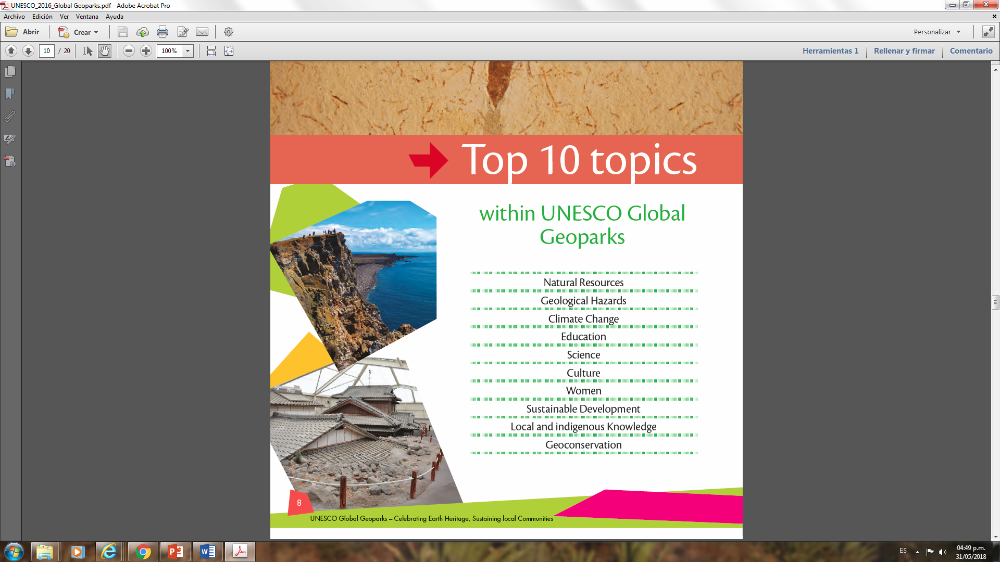 UNESCO_2016_Global Geoparks.pdf - Adobe Acrobat Pro
Archivo Edición Ver Ventana Ayuda
Abrir Crear Personalizar
10 / 20 100% Herramientas 1 Rellenar y firmar Comentario
Top 10 topics
within UNESCO Global
Geoparks
Natural Resources
Geological Hazards
Climate Change
Education
Science
Culture
Women
Sustainable Development
Local and indigenous Knowledge
Geoconservation
8
UNESCO Global Geoparks – Celebrating Earth Heritage, Sustaining local Communities
ES 04:49 p.m.
31/05/2018